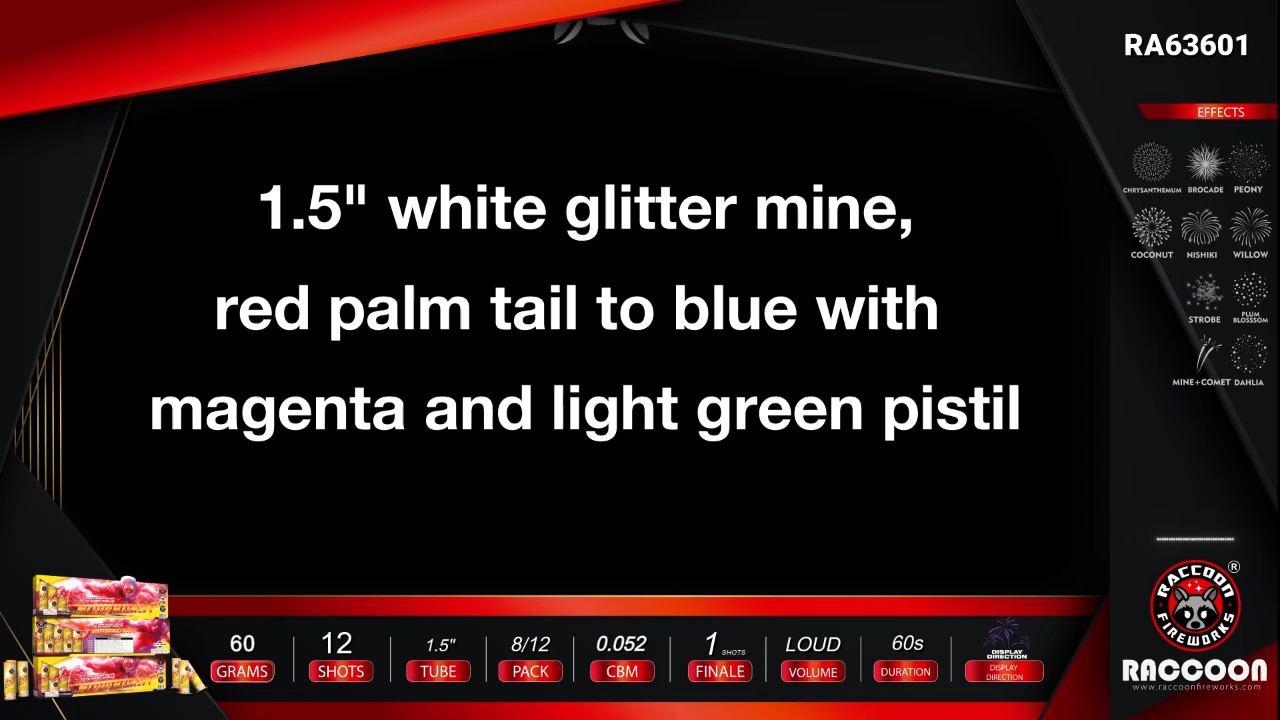 RA63601
EFFECTS
CHRYSANTHEMUM BROCADE PEONY
COCONUT NISHIKI WILLOW
STROBE PLUM BLOSSSOM
MINE+COMET DAHLIA
1.5" white glitter mine,
red palm tail to blue with
magenta and light green pistil
60 GRAMS
12 SHOTS
1.5" TUBE
8/12 PACK
0.052 CBM
1 SHOTS FINALE
LOUD VOLUME
60s DURATION
DISPLAY DIRECTION
DISPLAY DIRECTION
RACCOON FIREWORKS ®
RACCOON
www.raccoonfireworks.com